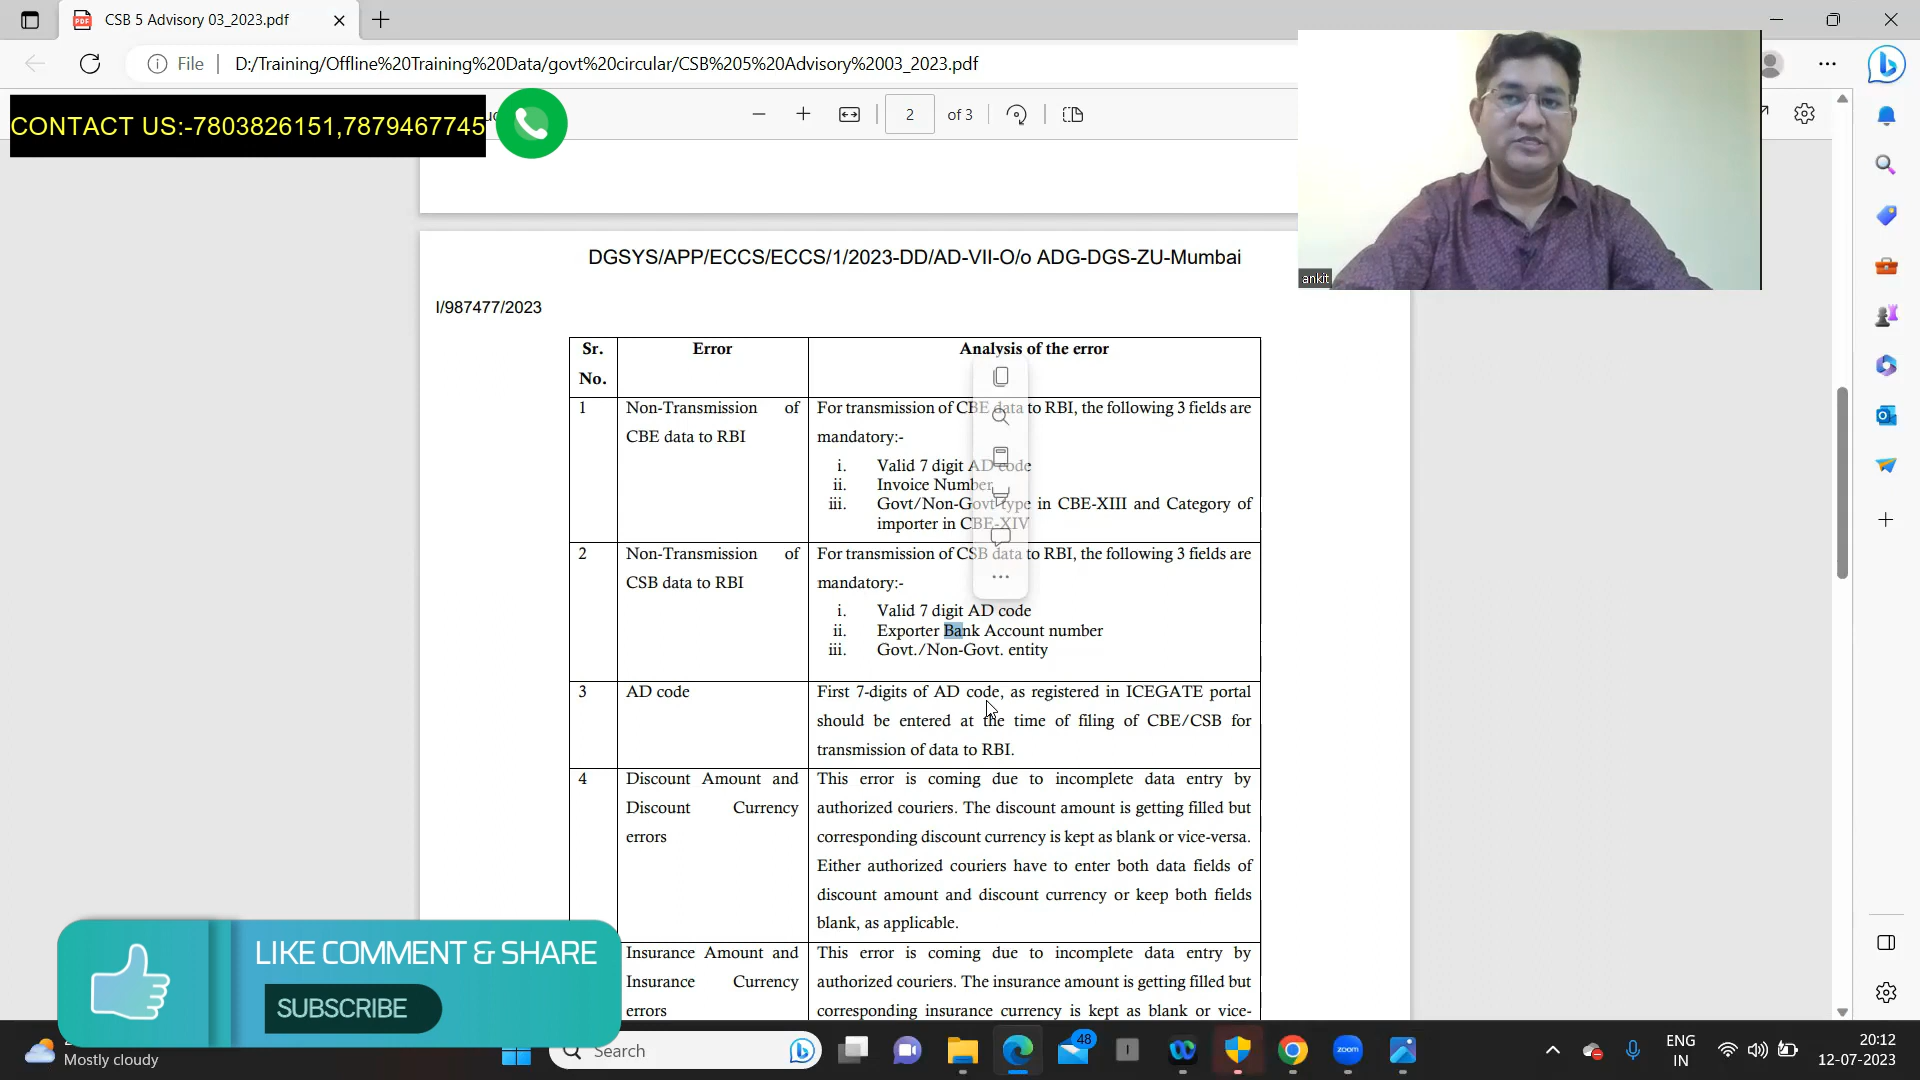 CSB 5 Advisory 03_2023.pdf
File
D:/Training/Offline%20Training%20Data/govt%20circular/CSB%205%20Advisory%2003_2023.pdf
CONTACT US:-7803826151,7879467745
2 of 3
ankit
DGSYS/APP/ECCS/ECCS/1/2023-DD/AD-VII-O/o ADG-DGS-ZU-Mumbai
I/987477/2023
Sr. No.
Error
Analysis of the error
1
Non-Transmission of
CBE data to RBI
For transmission of CBE data to RBI, the following 3 fields are
mandatory:-
i. Valid 7 digit AD code
ii. Invoice Number
iii. Govt/Non-Govt type in CBE-XIII and Category of
importer in CBE-XIV
2
Non-Transmission of
CSB data to RBI
For transmission of CSB data to RBI, the following 3 fields are
mandatory:-
i. Valid 7 digit AD code
ii. Exporter Bank Account number
iii. Govt./Non-Govt. entity
3
AD code
First 7-digits of AD code, as registered in ICEGATE portal
should be entered at the time of filing of CBE/CSB for
transmission of data to RBI.
4
Discount Amount and
Discount Currency
errors
This error is coming due to incomplete data entry by
authorized couriers. The discount amount is getting filled but
corresponding discount currency is kept as blank or vice-versa.
Either authorized couriers have to enter both data fields of
discount amount and discount currency or keep both fields
blank, as applicable.
Insurance Amount and
Insurance Currency
errors
This error is coming due to incomplete data entry by
authorized couriers. The insurance amount is getting filled but
corresponding insurance currency is kept as blank or vice-
LIKE COMMENT & SHARE
SUBSCRIBE
Mostly cloudy
Search
48
zoom
ENG
IN
20:12
12-07-2023